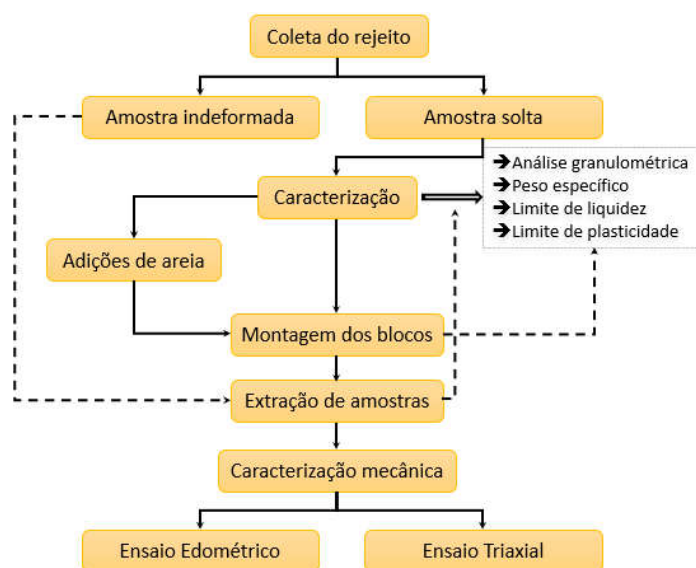 Coleta do rejeito
Amostra indeformada
Amostra solta
➔Análise granulométrica
➔Peso específico
➔Limite de liquidez
➔Limite de plasticidade
Caracterização
Adições de areia
Montagem dos blocos
Extração de amostras
Caracterização mecânica
Ensaio Edométrico
Ensaio Triaxial